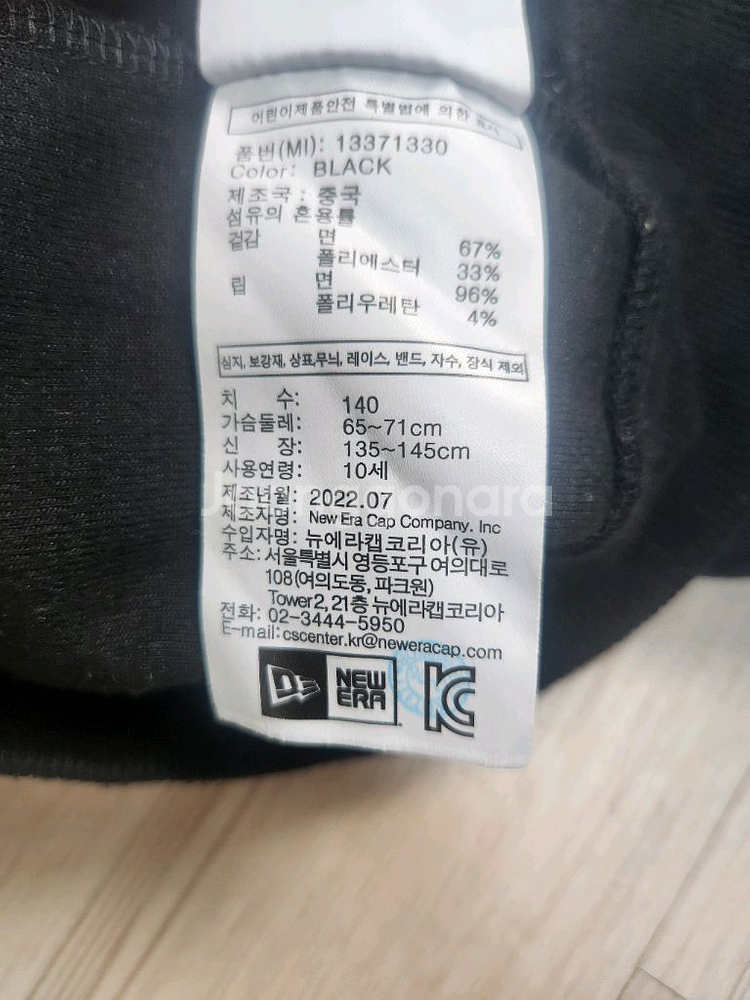 어린이제품안전 특별법에 의한 표시
품번(MI): 13371330
Color: BLACK
제조국 : 중국
섬유의 혼용률
겉감 면 67%
폴리에스터 33%
립 면 96%
폴리우레탄 4%
심지, 보강재, 상표,무늬, 레이스, 밴드, 자수, 장식 제외
치 수: 140
가슴둘레: 65~71cm
신 장: 135~145cm
사용연령: 10세
제조년월: 2022.07
제조자명: New Era Cap Company. Inc
수입자명: 뉴에라캡코리아(유)
주소: 서울특별시 영등포구 여의대로
108(여의도동, 파크원)
Tower2, 21층 뉴에라캡코리아
전화: 02-3444-5950
E-mail:cscenter.kr@neweracap.com
NEW
ERA
KC